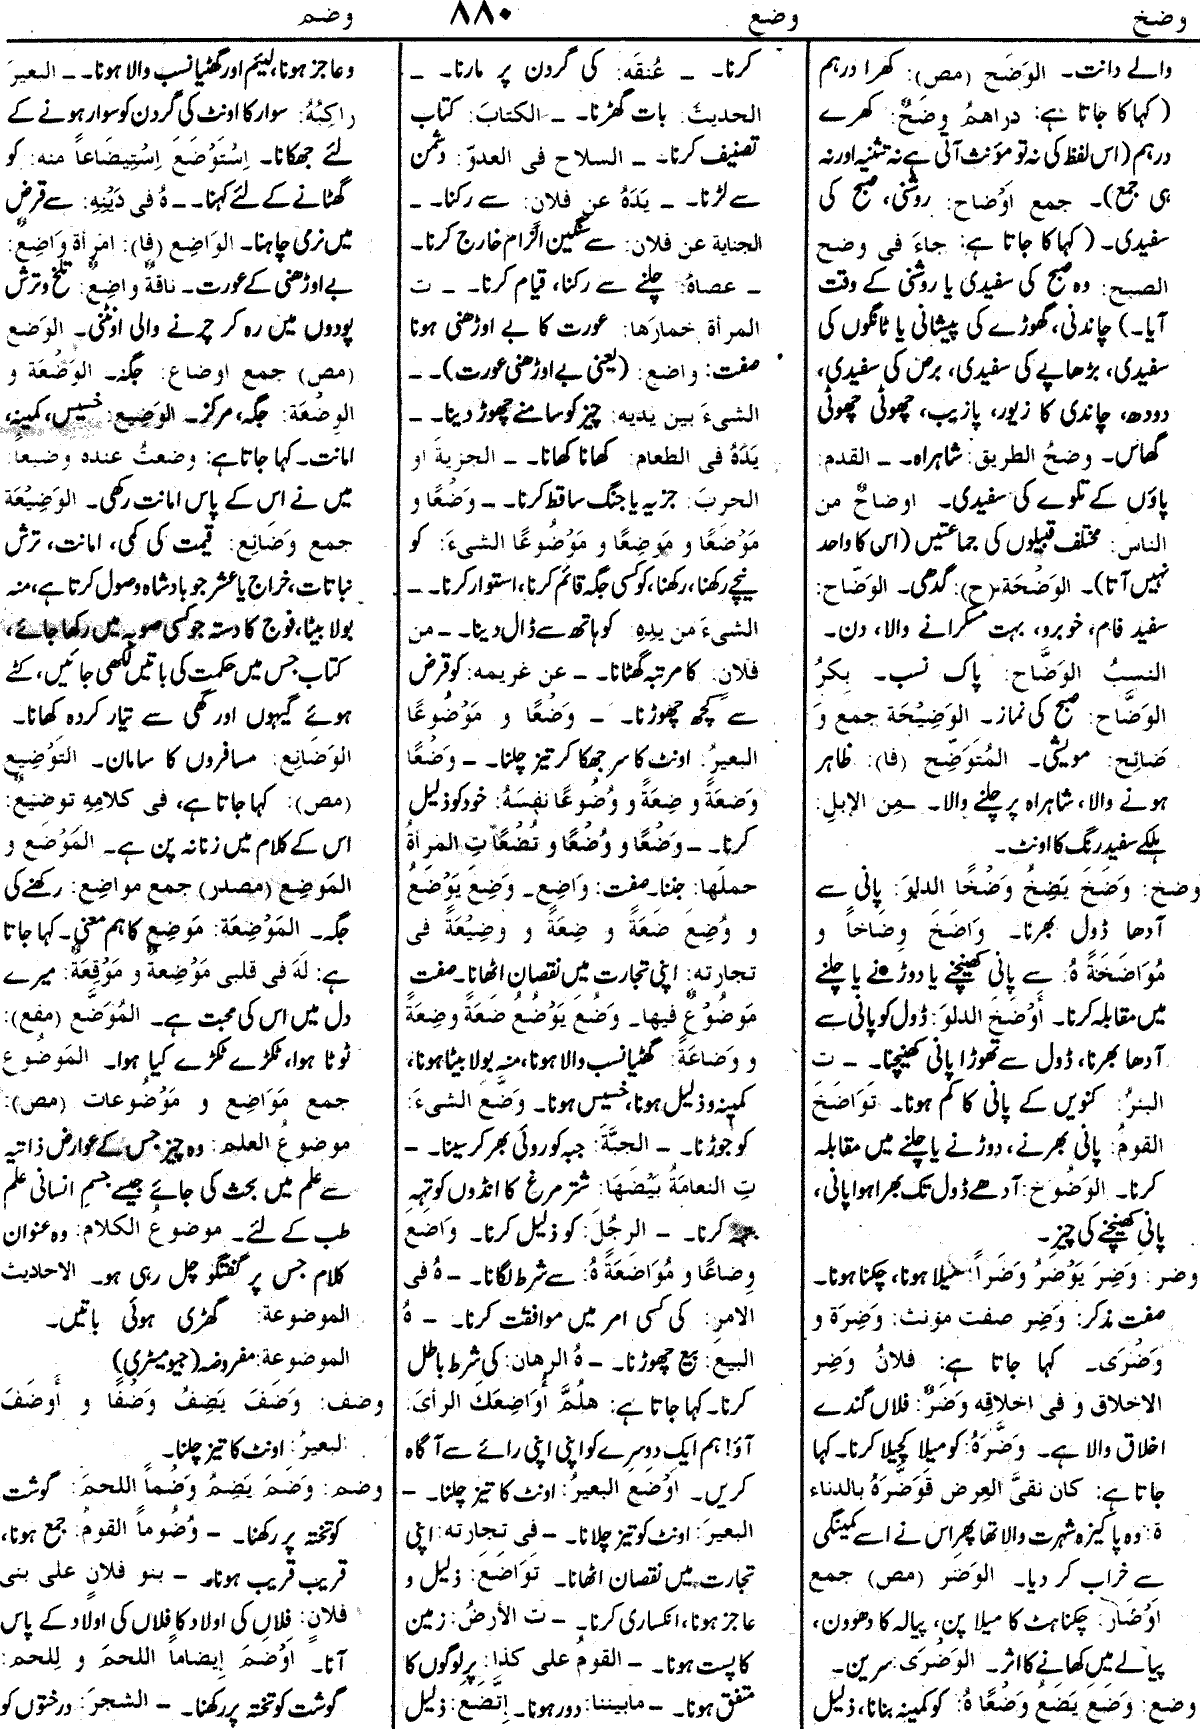 وضخ وضع ۸۸۰ وضم
والے دانت۔ الوَضَح (مص): کھرا درہم
(کہا جاتا ہے: دراهمُ وضَحٌ: کھرے
درہم (اس لفظ کی نہ تو مؤنث آتی ہے نہ تثنیہ اور نہ
ہی جمع)۔ جمع اَوْضاح: روشنی، صبح کی
سفیدی۔ (کہا جاتا ہے: جاءَ فی وضح
الصبح: وہ صبح کی سفیدی یا روشنی کے وقت
آیا۔) چاندنی، گھوڑے کی پیشانی یا ٹانگوں کی
سفیدی، بڑھاپے کی سفیدی، برص کی سفیدی،
دودھ، چاندی کا زیور، پازیب، چھوٹی چھوٹی
گھاس۔ وضحُ الطریق: شاہراہ۔ ـ القدم:
پاؤں کے تلوے کی سفیدی۔ اوضاحٌ من
الناس: مختلف قبیلوں کی جماعتیں (اس کا واحد
نہیں آتا)۔ الوَضْحَة (ح): گدھی۔ الوَضّاح:
سفید فام، خوبرو، بہت مسکرانے والا، دن۔
النسبُ الوَضّاح: پاک نسب۔ بِکرُ
الوَضّاح: صبح کی نماز۔ الوَضِیْحَة جمع وَ
ضَائِح: مویشی۔ المُتَوَضِّح (فا): ظاہر
ہونے والا، شاہراہ پر چلنے والا۔ ـ مِن الإبلِ:
ہلکے سفید رنگ کا اونٹ۔
وضخ: وَضَخَ یَضِخُ وَضْخًا الدلوَ: پانی سے
آدھا ڈول بھرنا۔ وَاضَخَ وِضَاخاً و
مُوَاضَخَةً هُ: سے پانی کھینچنے یا دوڑنے یا چلنے
میں مقابلہ کرنا۔ أَوْضَخَ الدلوَ: ڈول کو پانی سے
آدھا بھرنا، ڈول سے تھوڑا پانی کھینچنا۔ ـ ت
البئرُ: کنویں کے پانی کا کم ہونا۔ تَوَاضَخَ
القومُ: پانی بھرنے، دوڑنے یا چلنے میں مقابلہ
کرنا۔ الوَضُوْخ: آدھے ڈول تک بھرا ہوا پانی،
پانی کھینچنے کی چیز۔
وضر: وَضِرَ یَوْضَرُ وَضَراً: میلا ہونا، چکنا ہونا۔
صفت مذکر: وَضِر صفت مؤنث: وَضِرَة و
وَضْرَی۔ کہا جاتا ہے: فلانٌ وَضِر
الاخلاق و فی اخلاقِهِ وَضَرٌ: فلاں گندے
اخلاق والا ہے۔ وَضَّرَهُ: کو میلا کچیلا کرنا۔ کہا
جاتا ہے: کان نقیَّ العِرض فَوَضَّرَهُ بالدناء
ة: وہ پاکیزہ شہرت والا تھا پھر اس نے اسے کمینگی
سے خراب کر دیا۔ الوَضَر (مص) جمع
اَوْضَار: چکناہٹ کا میلا پن، پیالہ کا دھوون،
پیالے میں کھانے کا اثر۔ الوَضْرَی: سرین۔
وضع: وَضَعَ یَضَعُ وَضْعًا هُ: کو کمینہ بنانا، ذلیل
کرنا۔ ـ عُنقَه: کی گردن پر مارنا۔ ـ
الحدیثَ: بات گھڑنا۔ ـ الکتابَ: کتاب
تصنیف کرنا۔ ـ السلاح فی العدوّ: دشمن
سے لڑنا۔ ـ یَدَهُ عن فلان: سے رکنا۔ ـ
الجنایة عن فلان: سے سنگین الزام خارج کرنا۔
ـ عصاهُ: چلنے سے رکنا، قیام کرنا۔ ـ ت
المرأة خمارَها: عورت کا بے اوڑھنی ہونا
صفت: واضع: (یعنی بے اوڑھنی عورت)۔ ـ
الشیءَ بین یدیه: چیز کو سامنے چھوڑ دینا۔ ـ
یَدَهُ فی الطعام: کھانا کھانا۔ ـ الجزیةَ او
الحربَ: جزیہ یا جنگ ساقط کرنا۔ ـ وَضْعًا و
مَوْضَعًا و مَوضِعًا و مَوْضُوعًا الشیءَ: کو
نیچے رکھنا، رکھنا، کو کسی جگہ قائم کرنا، استوار کرنا۔ ـ
الشیءَ من یدِهِ: کو ہاتھ سے ڈال دینا۔ ـ من
فلان: کا مرتبہ گھٹانا۔ ـ عن غریمه: کو قرض
سے کچھ چھوڑنا۔ ـ وَضْعًا و مَوْضُوعًا
البعیرُ: اونٹ کا سر جھکا کر تیز چلنا۔ ـ وَضْعًا
وَضَعةً و ضِعَةً و وُضُوعًا نفسَهُ: خود کو ذلیل
کرنا۔ ـ وَضْعًا و وُضْعًا و تُضْعًا تِ المرأةُ
حملَها: جننا۔ صفت: وَاضِع۔ وَضِعَ یَوْضَعُ
و وُضِعَ ضَعَةً و ضِعَةً و وضِیْعَةً فی
تجارته: اپنی تجارت میں نقصان اٹھانا۔ صفت
مَوضُوْعٌ فیها۔ وَضُعَ یَوْضُعُ ضَعَةً وضِعَةً
و وَضَاعَةً: گھٹیا نسب والا ہونا، منہ بولا بیٹا ہونا،
کمینہ و ذلیل ہونا، خسیس ہونا۔ وَضَّعَ الشیءَ:
کو جوڑنا۔ ـ الجبَّةَ: جبہ کو روئی بھر کر سینا۔ ـ
تِ النعامةُ بَیْضَهَا: شتر مرغ کا انڈوں کو تہہ
بہ کرنا۔ ـ الرجُلَ: کو ذلیل کرنا۔ وَاضع
وِضاعًا و مُوَاضَعَةً هُ: سے شرط لگانا۔ ـ هُ فی
الامرِ: کی کسی امر میں موافقت کرنا۔ ـ هُ
البیعَ: بیع چھوڑنا۔ ـ هُ الرهان: کی شرط باطل
کرنا۔ کہا جاتا ہے: هلُمَّ أُوَاضِعَكَ الرأیَ:
آؤ! ہم ایک دوسرے کو اپنی اپنی رائے سے آگاہ
کریں۔ اَوْضَعَ البعیرُ: اونٹ کا تیز چلنا۔ ـ
البعیرَ: اونٹ کو تیز چلانا۔ ـ فی تجارته: اپنی
تجارت میں نقصان اٹھانا۔ تَوَاضَعَ: ذلیل و
عاجز ہونا، انکساری کرنا۔ ـ ت الأرضُ: زمین
کا پست ہونا۔ ـ القومُ علی کذا: پر لوگوں کا
متفق ہونا۔ ـ مابیننا: دور ہونا۔ اِتَّضَعَ: ذلیل
و عاجز ہونا، لئیم اور گھٹیا نسب والا ہونا۔ ـ البعیرَ
راکِبُهُ: سوار کا اونٹ کی گردن کو سوار ہونے کے
لئے جھکانا۔ اِسْتَوْضَعَ اِسْتِیضَاعاً منه: کو
گھٹانے کے لئے کہنا۔ ـ هُ فی دَیْنِهِ: سے قرض
میں نرمی چاہنا۔ الوَاضِع (فا): امرأة وَاضِعٌ:
بے اوڑھنی کے عورت۔ ناقةٌ واضِعٌ: تلخ و ترش
پودوں میں رہ کر چرنے والی اونٹنی۔ الوَضع
(مص) جمع اوضاع: جگہ۔ الوَضْعَة و
الوِضْعَة: جگہ، مرکز۔ الوَضِیع: خسیس، کمینہ،
امانت۔ کہا جاتا ہے: وضعتُ عنده وضیعًا:
میں نے اس کے پاس امانت رکھی۔ الوَضِیْعَة
جمع وَضَائِع: قیمت کی کمی، امانت، ترش
نباتات، خراج یا عشر جو بادشاہ وصول کرتا ہے، منہ
بولا بیٹا، فوج کا دستہ جو کسی صوبہ میں رکھا جائے،
کتاب جس میں حکمت کی باتیں لکھی جائیں، کٹے
ہوئے گیہوں اور گھی سے تیار کردہ کھانا۔
الوَضَائِع: مسافروں کا سامان۔ التَوْضِیع
(مص): کہا جاتا ہے، فی کلامِهِ توضیعٌ:
اس کے کلام میں زنانہ پن ہے۔ المَوْضَع و
المَوضِع (مصدر) جمع مواضِع: رکھنے کی
جگہ۔ المَوْضِعَة: مَوْضِع کا ہم معنی۔ کہا جاتا
ہے: لَهُ فی قلبی مَوْضِعةٌ و مَوْقِعَةٌ: میرے
دل میں اس کی محبت ہے۔ المُوَضَّع (مفع):
ٹوٹا ہوا، ٹکڑے ٹکڑے کیا ہوا۔ المَوضُوع
جمع مَوَاضِع و مَوْضُوعات (مص):
موضوعُ العلم: وہ چیز جس کے عوارض ذاتیہ
سے علم میں بحث کی جائے جیسے جسمِ انسانی علم
طب کے لئے۔ موضوعُ الکلام: وہ عنوان
کلام جس پر گفتگو چل رہی ہو۔ الاحادیث
الموضوعة: گھڑی ہوئی باتیں۔
الموضوعة: مفروضہ (جیومیٹری)
وضف: وَضَفَ یَضِفُ وَضْفًا و أَوضَفَ
البعیرُ: اونٹ کا تیز چلنا۔
وضم: وَضَمَ یَضِمُ وَضْماً اللحمَ: گوشت
کو تختہ پر رکھنا۔ ـ وُضُوماً القومُ: جمع ہونا،
قریب قریب ہونا۔ ـ بنو فلان علی بنی
فلانٍ: فلاں کی اولاد کا فلاں کی اولاد کے پاس
آنا۔ اَوْضَمَ اِیضاماً اللحمَ و لِلحم:
گوشت کو تختہ پر رکھنا۔ ـ الشجرَ: درختوں کو